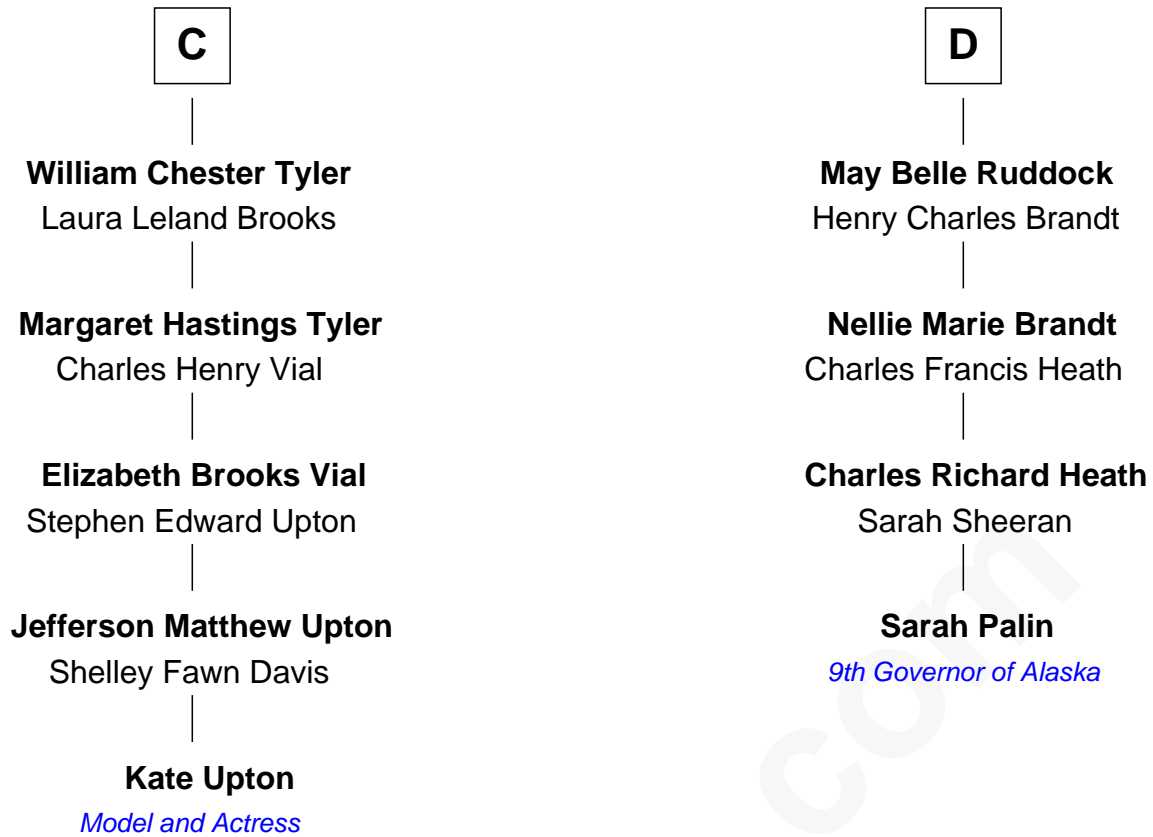 C
William Chester Tyler
Laura Leland Brooks
Margaret Hastings Tyler
Charles Henry Vial
Elizabeth Brooks Vial
Stephen Edward Upton
Jefferson Matthew Upton
Shelley Fawn Davis
Kate Upton
Model and Actress
D
May Belle Ruddock
Henry Charles Brandt
Nellie Marie Brandt
Charles Francis Heath
Charles Richard Heath
Sarah Sheeran
Sarah Palin
9th Governor of Alaska
com